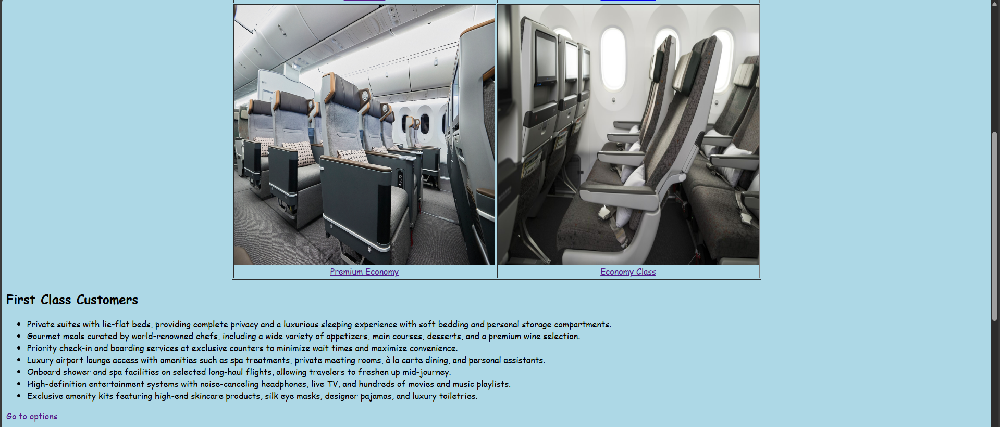 Premium Economy
Economy Class
First Class Customers
Private suites with lie-flat beds, providing complete privacy and a luxurious sleeping experience with soft bedding and personal storage compartments.
Gourmet meals curated by world-renowned chefs, including a wide variety of appetizers, main courses, desserts, and a premium wine selection.
Priority check-in and boarding services at exclusive counters to minimize wait times and maximize convenience.
Luxury airport lounge access with amenities such as spa treatments, private meeting rooms, à la carte dining, and personal assistants.
Onboard shower and spa facilities on selected long-haul flights, allowing travelers to freshen up mid-journey.
High-definition entertainment systems with noise-canceling headphones, live TV, and hundreds of movies and music playlists.
Exclusive amenity kits featuring high-end skincare products, silk eye masks, designer pajamas, and luxury toiletries.
Go to options